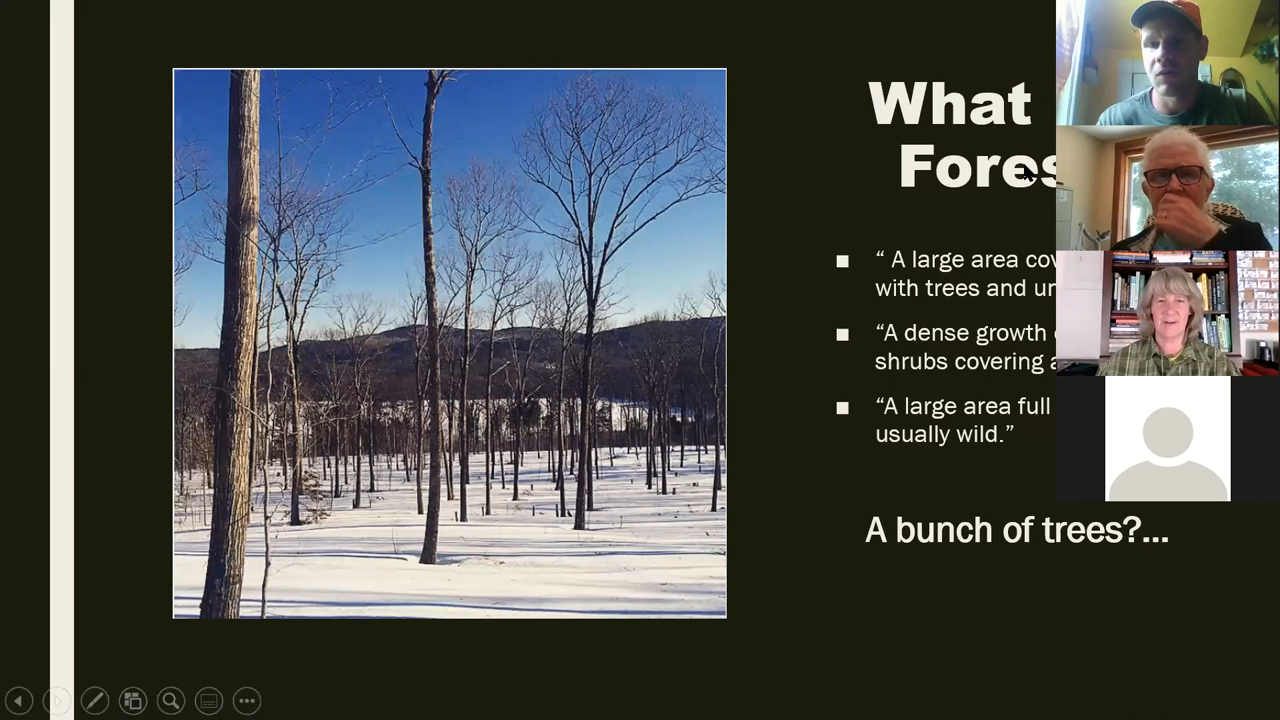 What
Fores
■ “ A large area cov
with trees and un
■ “A dense growth
shrubs covering a
■ “A large area full
usually wild.”
A bunch of trees?...